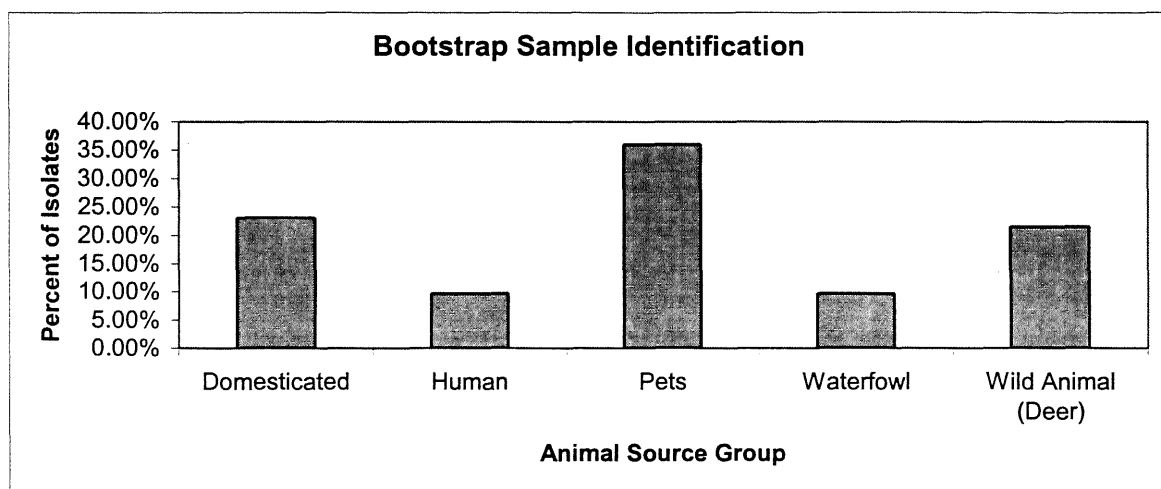 Bootstrap Sample Identification
Percent of Isolates
40.00%
35.00%
30.00%
25.00%
20.00%
15.00%
10.00%
5.00%
0.00%
Domesticated
Human
Pets
Waterfowl
Wild Animal
(Deer)
Animal Source Group